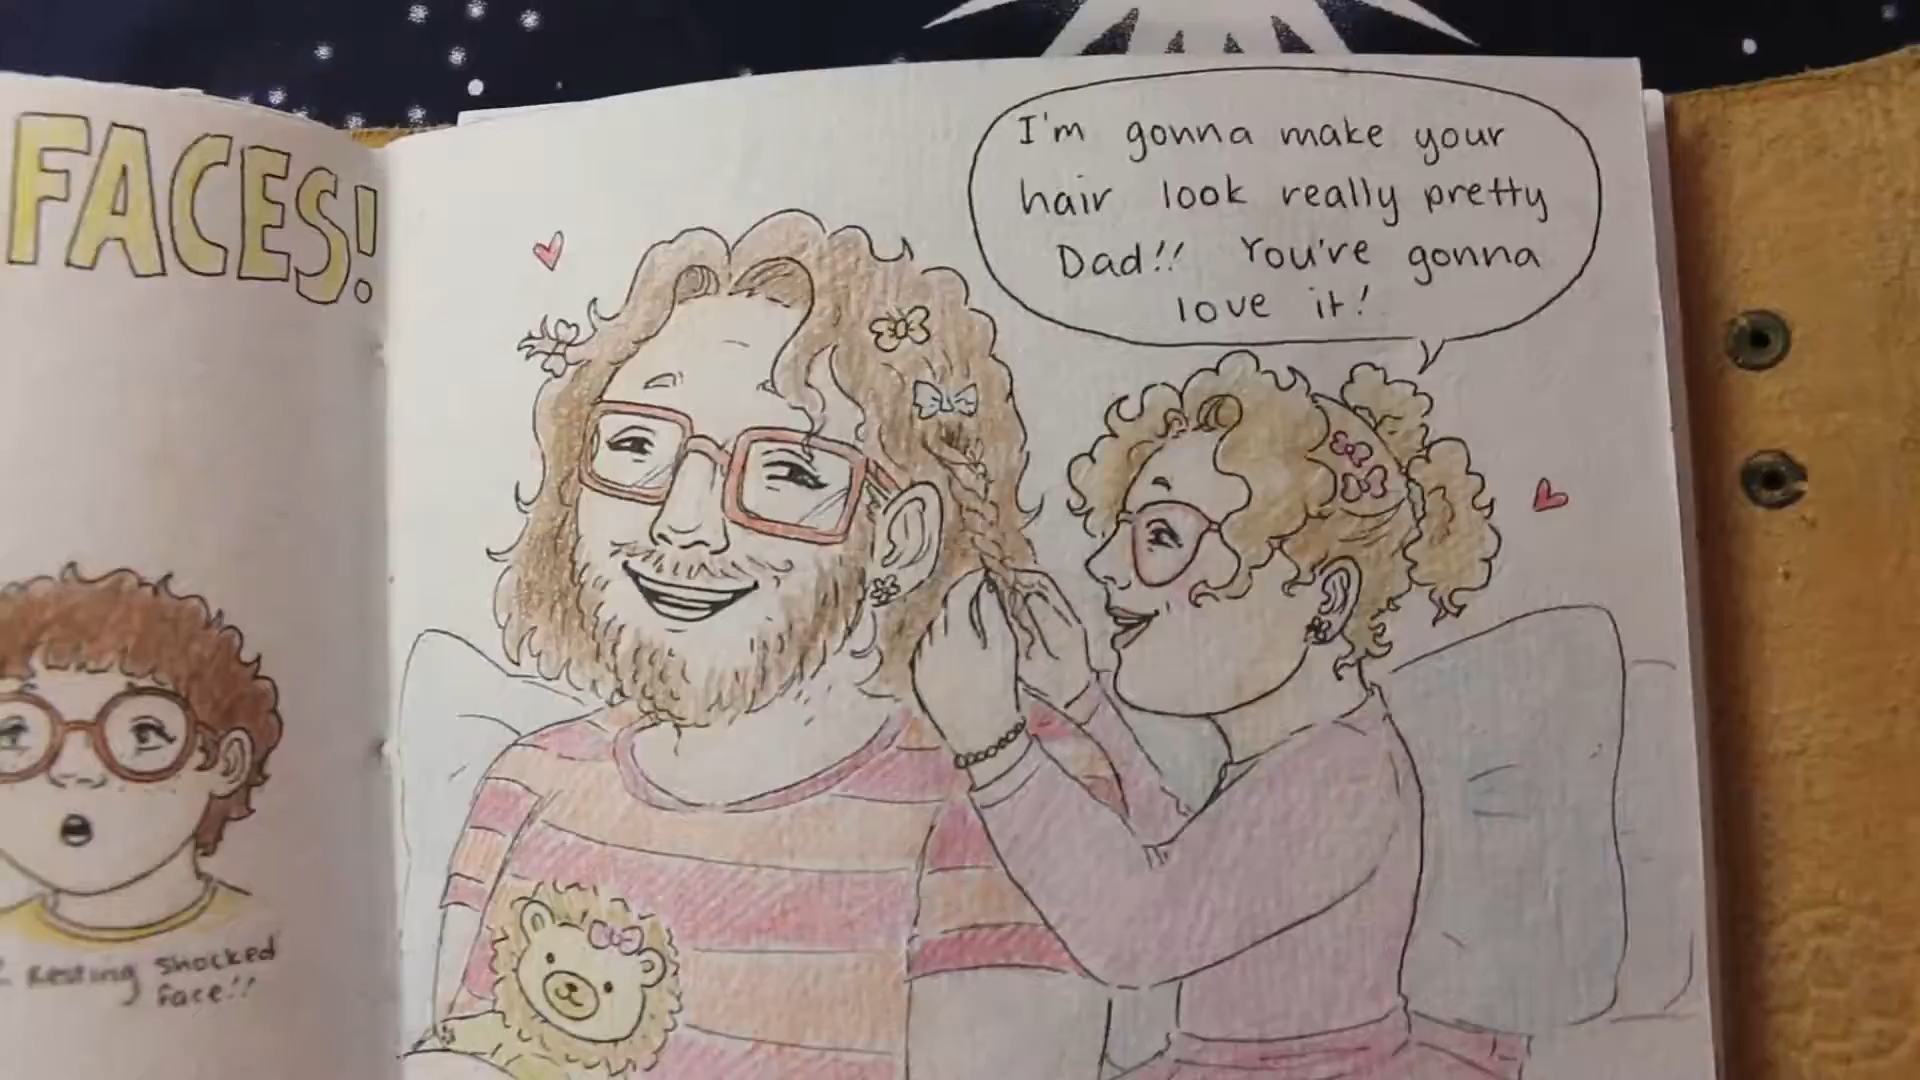 FACES!
Resting Shocked
Face!!
I'm gonna make your
hair look really pretty
Dad!! You're gonna
love it!